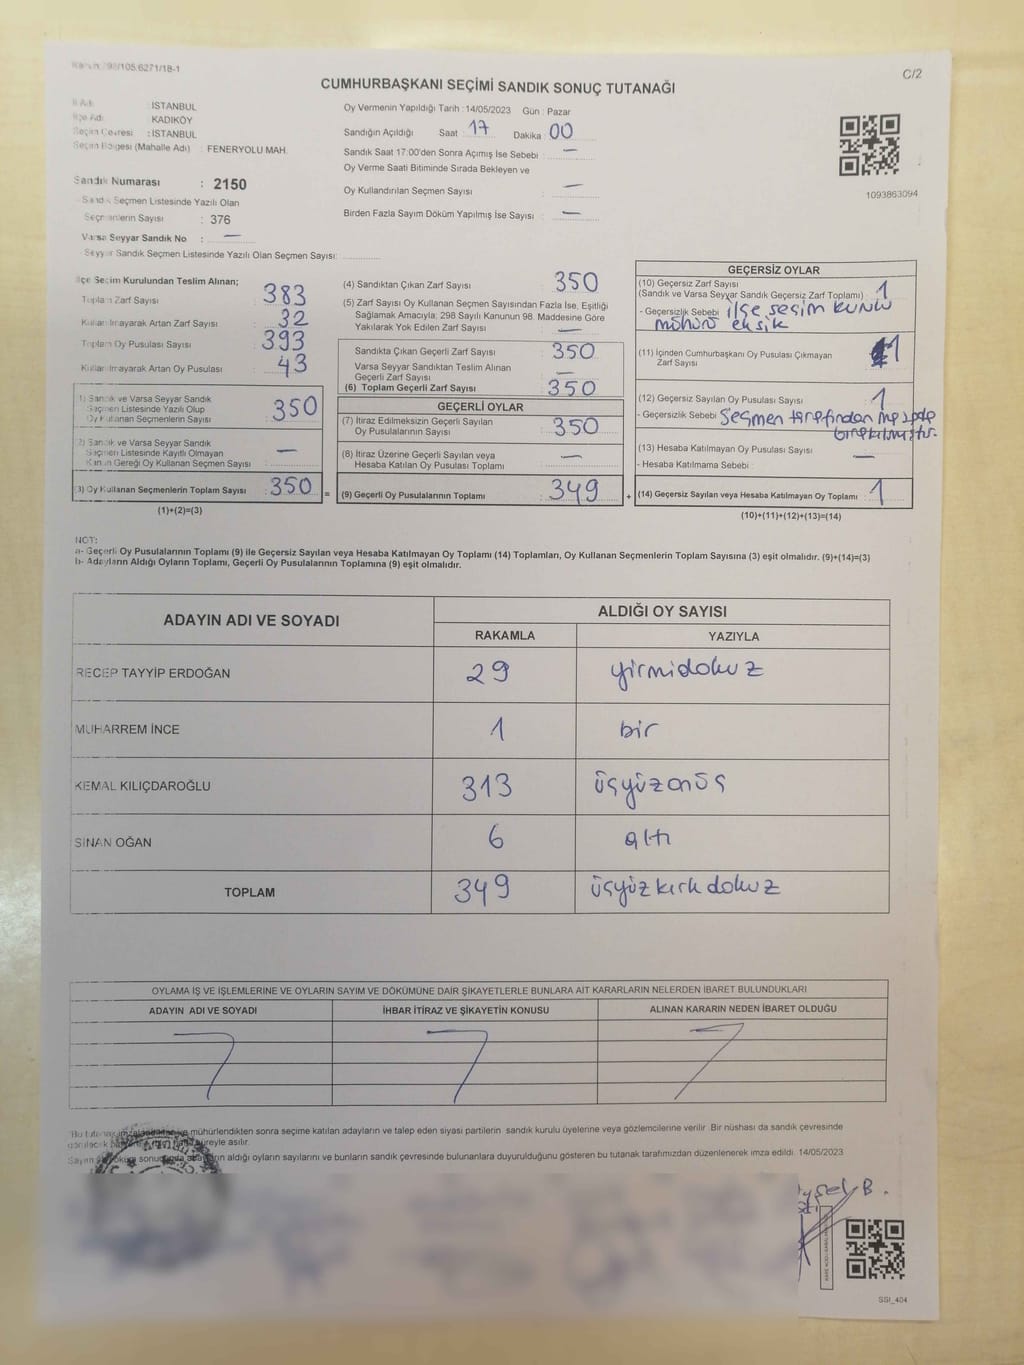 C/2
CUMHURBAŞKANI SEÇİMİ SANDIK SONUÇ TUTANAĞI
İl Adı : İSTANBUL
İlçe Adı : KADIKÖY
Seçim Çevresi : İSTANBUL
Seçim Bölgesi (Mahalle Adı) : FENERYOLU MAH.
Sandık Numarası : 2150
Sandık Seçmen Listesinde Yazılı Olan
Seçmenlerin Sayısı : 376
Varsa Seyyar Sandık No : —
Seyyar Sandık Seçmen Listesinde Yazılı Olan Seçmen Sayısı:
Oy Vermenin Yapıldığı Tarih : 14/05/2023 Gün : Pazar
Sandığın Açıldığı Saat : 17 Dakika : 00
Sandık Saat 17:00'den Sonra Açımış İse Sebebi : —
Oy Verme Saati Bitiminde Sırada Bekleyen ve
Oy Kullandırılan Seçmen Sayısı : —
Birden Fazla Sayım Döküm Yapılmış İse Sayısı : —
1093863094
İlçe Seçim Kurulundan Teslim Alınan;
Toplam Zarf Sayısı : 383
Kullanılmayarak Artan Zarf Sayısı : 32
Toplam Oy Pusulası Sayısı : 393
Kullanılmayarak Artan Oy Pusulası : 43
1) Sandık ve Varsa Seyyar Sandık
Seçmen Listesinde Yazılı Olup
Oy Kullanan Seçmenlerin Sayısı : 350
2) Sandık ve Varsa Seyyar Sandık
Seçmen Listesinde Kayıtlı Olmayan
Kanun Gereği Oy Kullanan Seçmen Sayısı : —
(3) Oy Kullanan Seçmenlerin Toplam Sayısı : 350
(1)+(2)=(3)
(4) Sandıktan Çıkan Zarf Sayısı : 350
(5) Zarf Sayısı Oy Kullanan Seçmen Sayısından Fazla İse, Eşitliği
Sağlamak Amacıyla; 298 Sayılı Kanunun 98. Maddesine Göre
Yakılarak Yok Edilen Zarf Sayısı : —
Sandıkta Çıkan Geçerli Zarf Sayısı : 350
Varsa Seyyar Sandıktan Teslim Alınan
Geçerli Zarf Sayısı : —
(6) Toplam Geçerli Zarf Sayısı : 350
GEÇERLİ OYLAR
(7) İtiraz Edilmeksizin Geçerli Sayılan
Oy Pusulalarının Sayısı : 350
(8) İtiraz Üzerine Geçerli Sayılan veya
Hesaba Katılan Oy Pusulası Toplamı : —
= (9) Geçerli Oy Pusulalarının Toplamı : 349 +
GEÇERSİZ OYLAR
(10) Geçersiz Zarf Sayısı
(Sandık ve Varsa Seyyar Sandık Geçersiz Zarf Toplamı) : 1
- Geçersizlik Sebebi : ilçe seçim kurulu
mührü eksik
(11) İçinden Cumhurbaşkanı Oy Pusulası Çıkmayan
Zarf Sayısı : 1
(12) Geçersiz Sayılan Oy Pusulası Sayısı : 1
- Geçersizlik Sebebi : Seçmen tarafından
bırakılmıştır.
(13) Hesaba Katılmayan Oy Pusulası Sayısı : —
- Hesaba Katılmama Sebebi :
(14) Geçersiz Sayılan veya Hesaba Katılmayan Oy Toplamı : 1
(10)+(11)+(12)+(13)=(14)
NOT:
a- Geçerli Oy Pusulalarının Toplamı (9) ile Geçersiz Sayılan veya Hesaba Katılmayan Oy Toplamı (14) Toplamları, Oy Kullanan Seçmenlerin Toplam Sayısına (3) eşit olmalıdır. (9)+(14)=(3)
b- Adayların Aldığı Oyların Toplamı, Geçerli Oy Pusulalarının Toplamına (9) eşit olmalıdır.
ADAYIN ADI VE SOYADI ALDIĞI OY SAYISI
RAKAMLA YAZIYLA
RECEP TAYYİP ERDOĞAN 29 yirmidokuz
MUHARREM İNCE 1 bir
KEMAL KILIÇDAROĞLU 313 üçyüzonüç
SİNAN OĞAN 6 altı
TOPLAM 349 üçyüzkırkdokuz
OYLAMA İŞ VE İŞLEMLERİNE VE OYLARIN SAYIM VE DÖKÜMÜNE DAİR ŞİKAYETLERLE BUNLARA AİT KARARLARIN NELERDEN İBARET BULUNDUKLARI
ADAYIN ADI VE SOYADI İHBAR İTİRAZ VE ŞİKAYETİN KONUSU ALINAN KARARIN NEDEN İBARET OLDUĞU
mühürlendikten sonra seçime katılan adayların ve talep eden siyasi partilerin sandık kurulu üyelerine veya gözlemcilerine verilir. Bir nüshası da sandık çevresinde
süreyle asılır.
aldığı oyların sayılarını ve bunların sandık çevresinde bulunanlara duyurulduğunu gösteren bu tutanak tarafımızdan düzenlenerek imza edildi. 14/05/2023
SSI_404